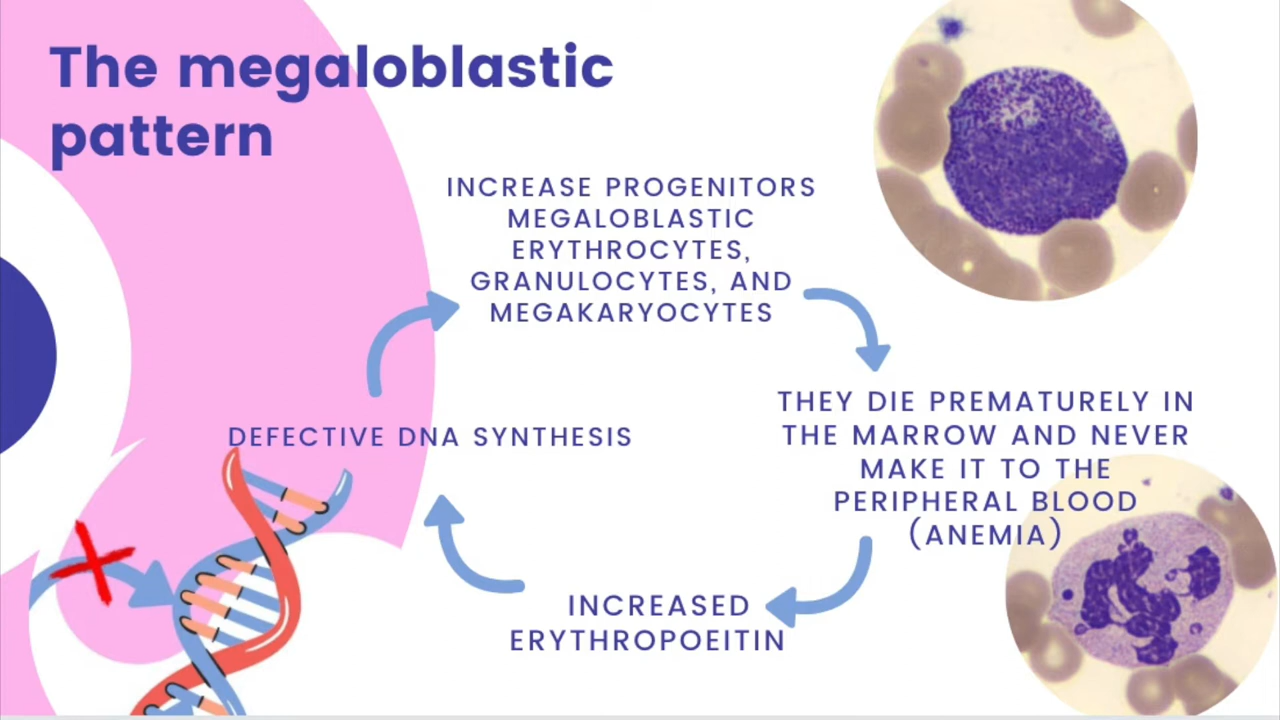 The megaloblastic
pattern
INCREASE PROGENITORS
MEGALOBLASTIC
ERYTHROCYTES,
GRANULOCYTES, AND
MEGAKARYOCYTES
THEY DIE PREMATURELY IN
THE MARROW AND NEVER
MAKE IT TO THE
PERIPHERAL BLOOD
(ANEMIA)
INCREASED
ERYTHROPOEITIN
DEFECTIVE DNA SYNTHESIS